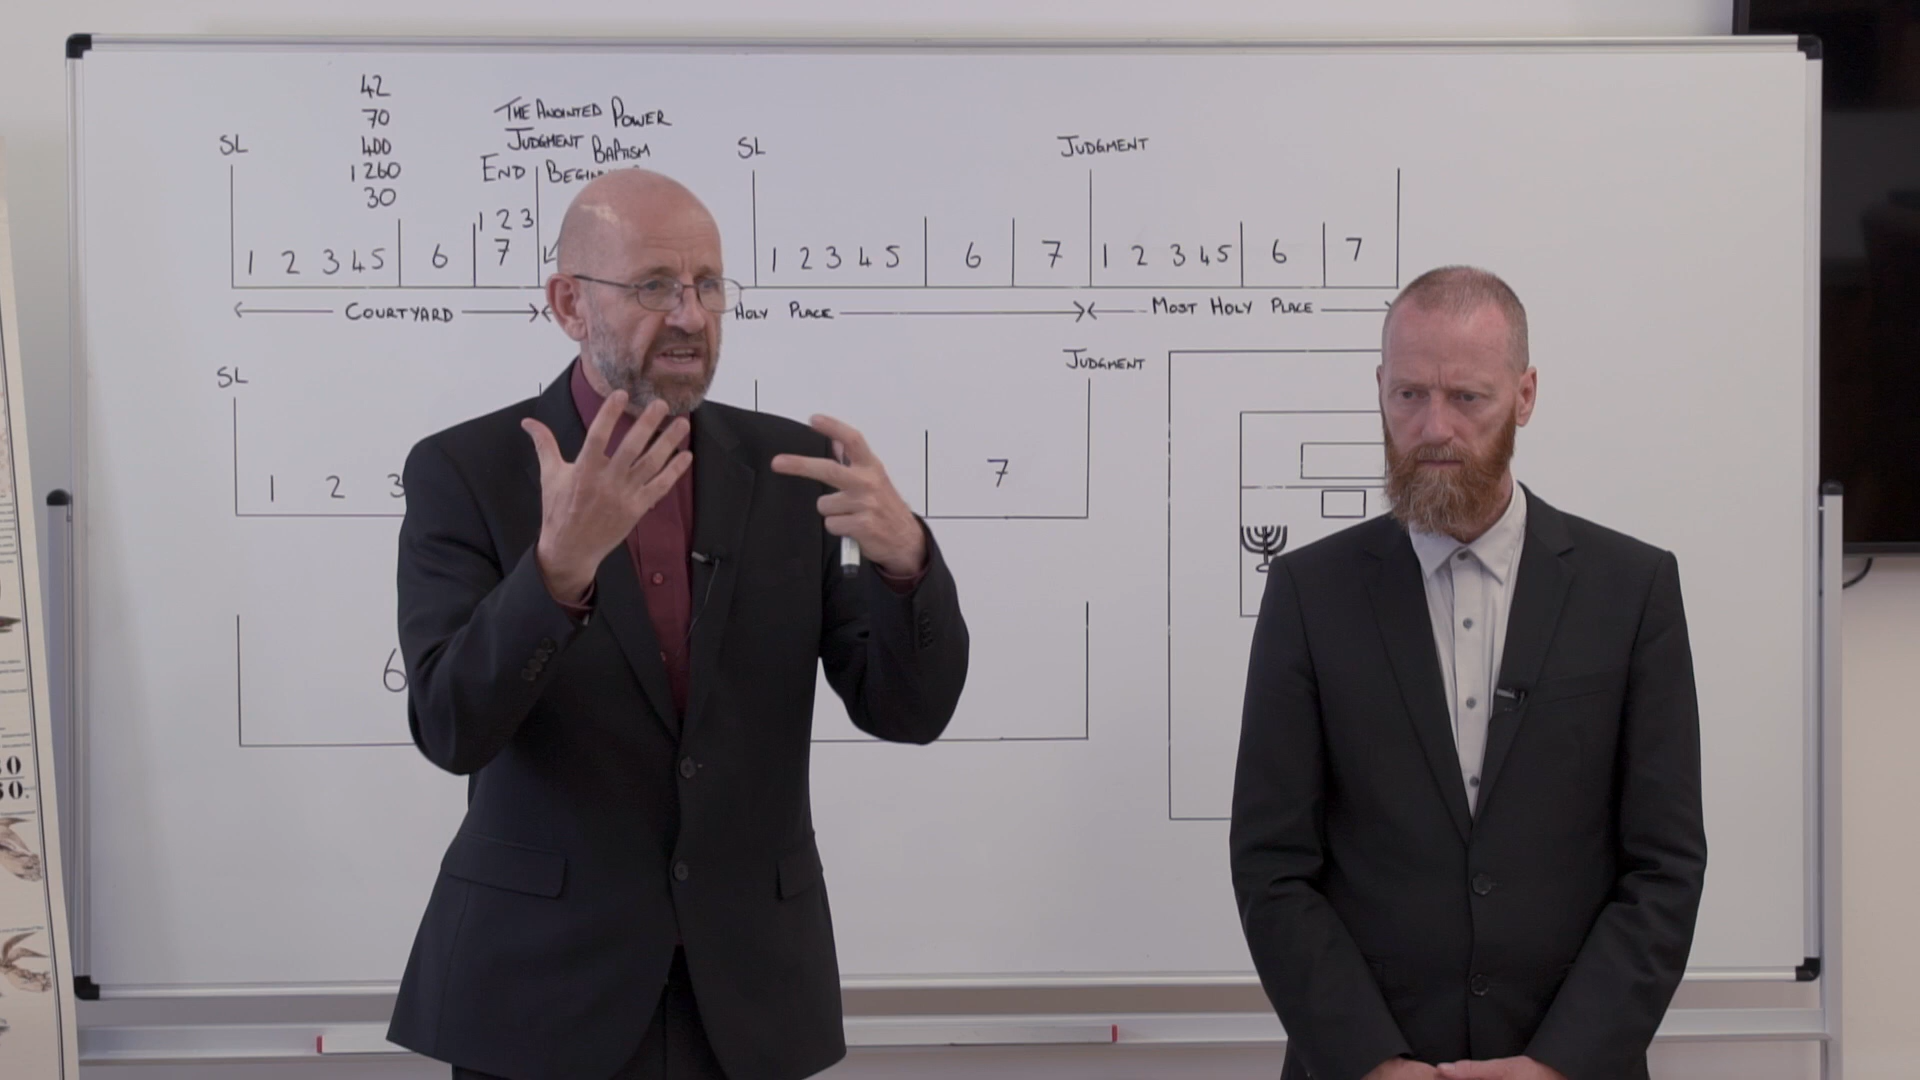 42
70
400
1260
30
THE ANOINTED POWER
JUDGMENT BAPTISM
END
SL
SL
JUDGMENT
1 2 3
1 2 3 4 5 6 7
1 2 3 4 5 6 7
1 2 3 4 5 6 7
COURTYARD
HOLY PLACE
MOST HOLY PLACE
SL
JUDGMENT
1 2 3
7
6